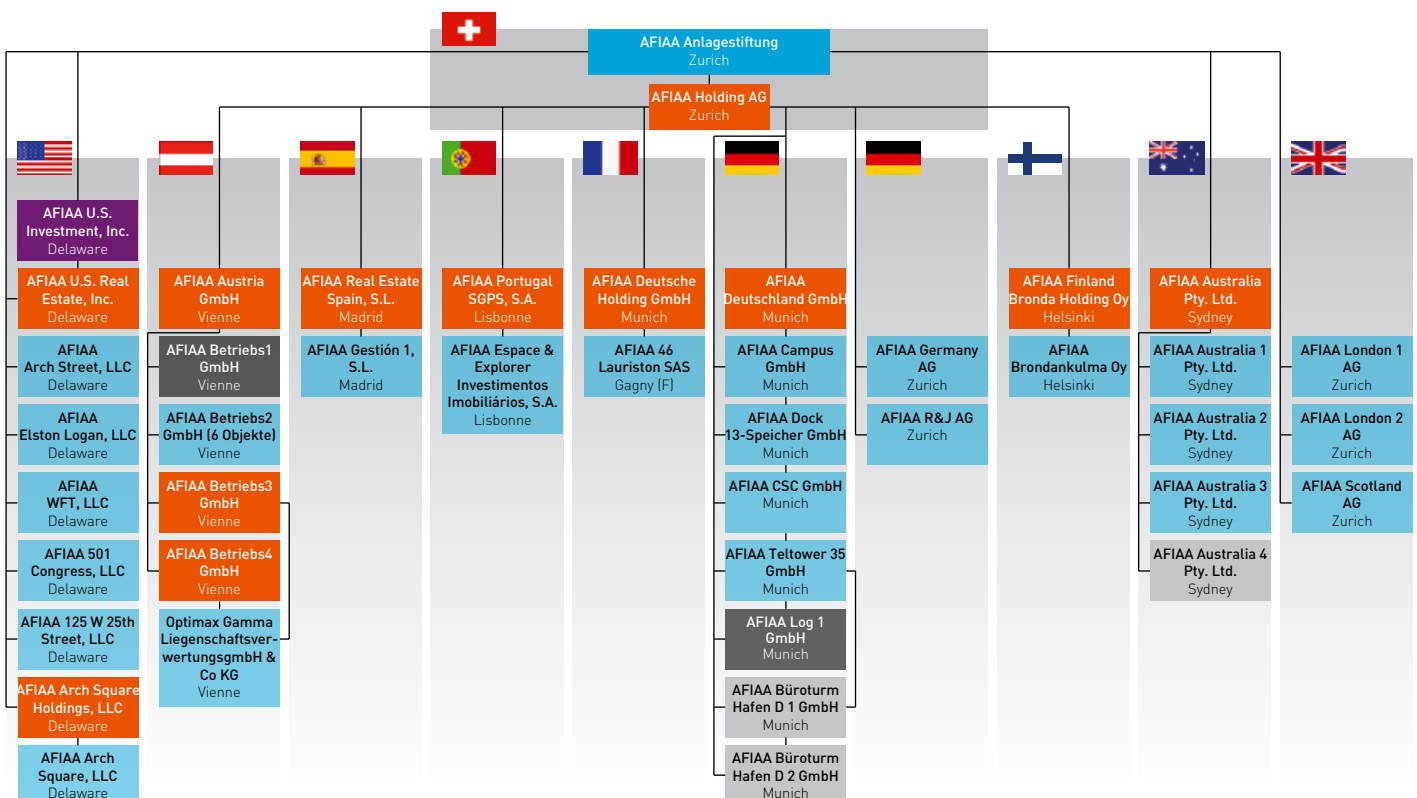 AFIAA Anlagestiftung
Zurich
AFIAA Holding AG
Zurich
AFIAA U.S.
Investment, Inc.
Delaware
AFIAA U.S. Real
Estate, Inc.
Delaware
AFIAA
Arch Street, LLC
Delaware
AFIAA
Elston Logan, LLC
Delaware
AFIAA
WFT, LLC
Delaware
AFIAA 501
Congress, LLC
Delaware
AFIAA 125 W 25th
Street, LLC
Delaware
AFIAA Arch Square
Holdings, LLC
Delaware
AFIAA Arch
Square, LLC
Delaware
AFIAA Austria
GmbH
Vienne
AFIAA Betriebs1
GmbH
Vienne
AFIAA Betriebs2
GmbH (6 Objekte)
Vienne
AFIAA Betriebs3
GmbH
Vienne
AFIAA Betriebs4
GmbH
Vienne
Optimax Gamma
Liegenschaftsver-
wertungsgmbH &
Co KG
Vienne
AFIAA Real Estate
Spain, S.L.
Madrid
AFIAA Gestión 1,
S.L.
Madrid
AFIAA Portugal
SGPS, S.A.
Lisbonne
AFIAA Espace &
Explorer
Investimentos
Imobiliários, S.A.
Lisbonne
AFIAA Deutsche
Holding GmbH
Munich
AFIAA 46
Lauriston SAS
Gagny (F)
AFIAA
Deutschland GmbH
Munich
AFIAA Campus
GmbH
Munich
AFIAA Dock
13-Speicher GmbH
Munich
AFIAA CSC GmbH
Munich
AFIAA Teltower 35
GmbH
Munich
AFIAA Log 1
GmbH
Munich
AFIAA Büroturm
Hafen D 1 GmbH
Munich
AFIAA Büroturm
Hafen D 2 GmbH
Munich
AFIAA Germany
AG
Zurich
AFIAA R&J AG
Zurich
AFIAA Finland
Bronda Holding Oy
Helsinki
AFIAA
Brondankulma Oy
Helsinki
AFIAA Australia
Pty. Ltd.
Sydney
AFIAA Australia 1
Pty. Ltd.
Sydney
AFIAA Australia 2
Pty. Ltd.
Sydney
AFIAA Australia 3
Pty. Ltd.
Sydney
AFIAA Australia 4
Pty. Ltd.
Sydney
AFIAA London 1
AG
Zurich
AFIAA London 2
AG
Zurich
AFIAA Scotland
AG
Zurich